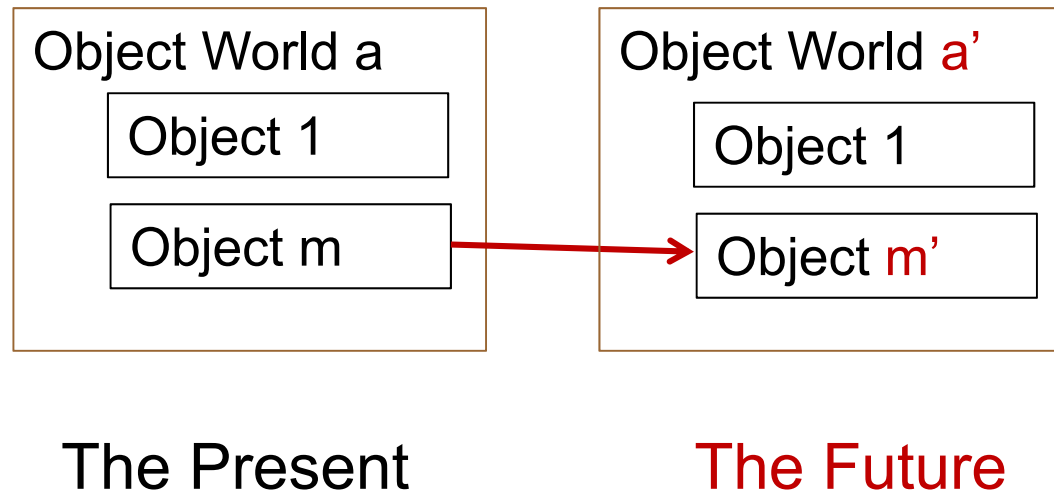 Object World a
Object 1
Object m
Object World a’
Object 1
Object m’
The Present
The Future